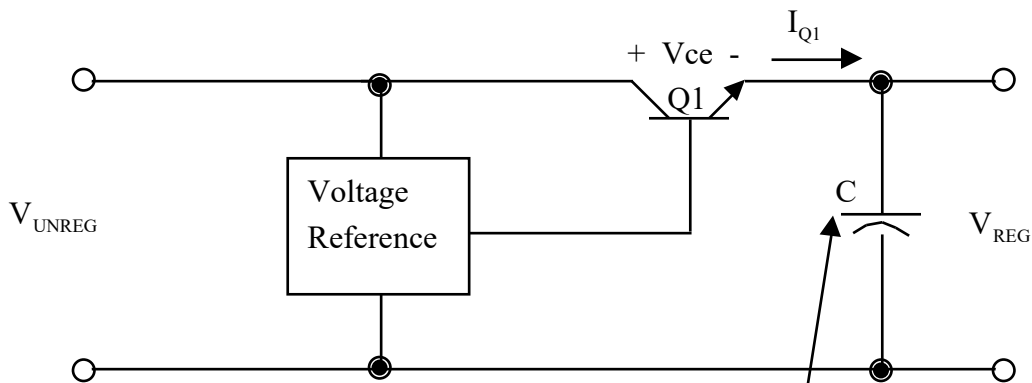 I_Q1
+ Vce -
Q1
Voltage
Reference
C
V_UNREG
V_REG